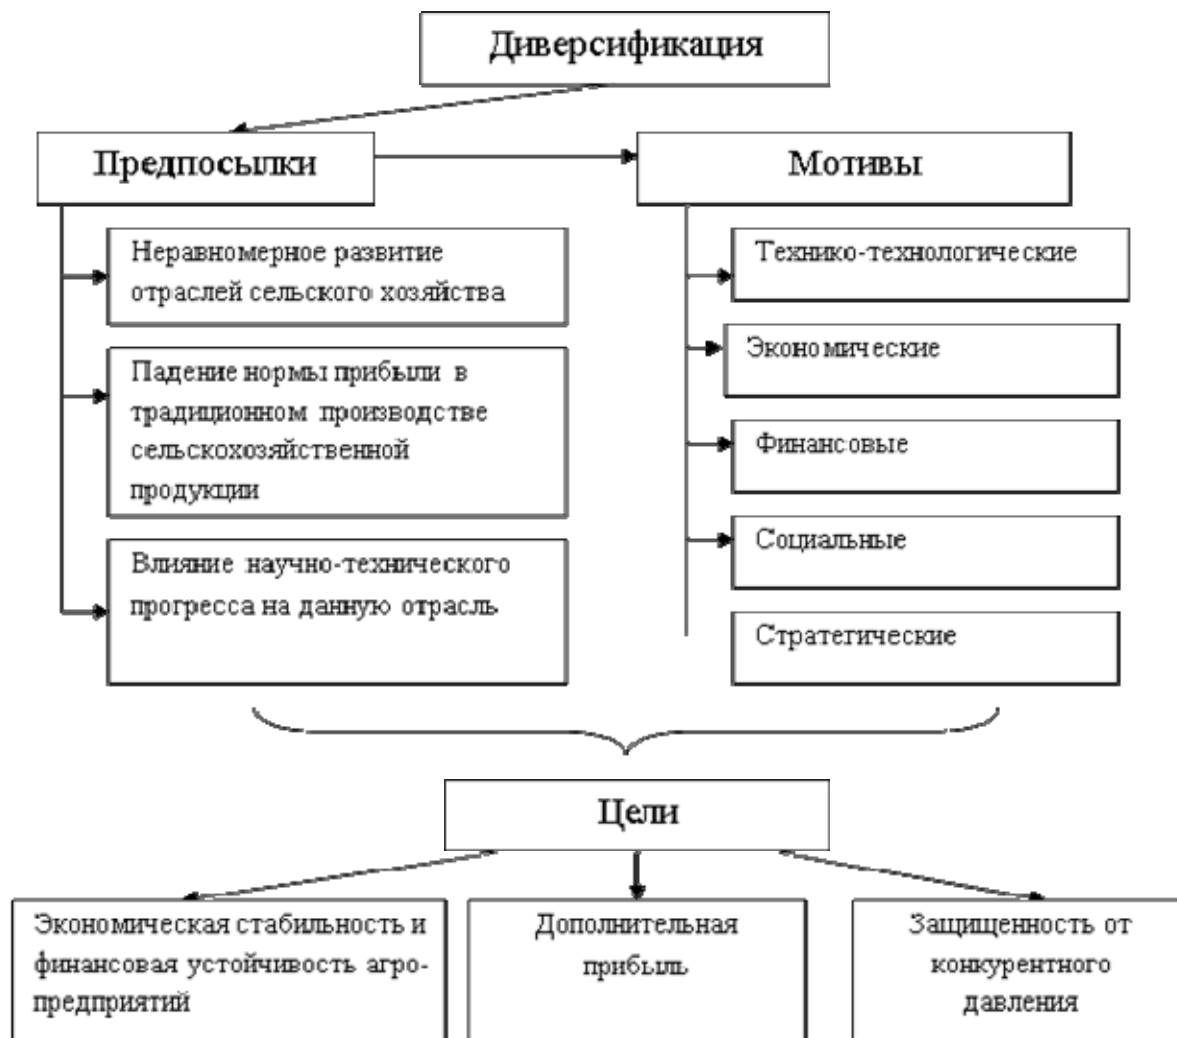 Диверсификация
Предпосылки
Мотивы
Неравномерное развитие
отраслей сельского хозяйства
Падение нормы прибыли в
традиционном производстве
сельскохозяйственной
продукции
Влияние научно-технического
прогресса на данную отрасль
Технико-технологические
Экономические
Финансовые
Социальные
Стратегические
Цели
Экономическая стабильность и
финансовая устойчивость агро-
предприятий
Дополнительная
прибыль
Защищенность от
конкурентного
давления